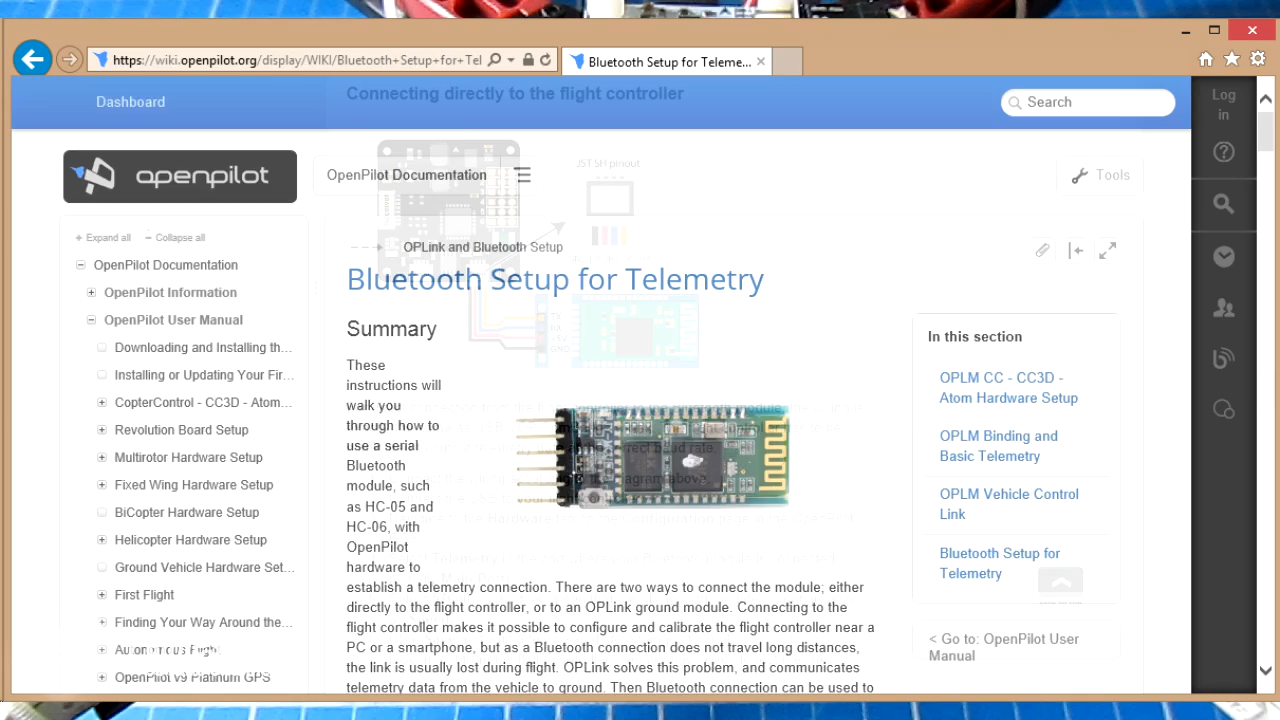 https://wiki.openpilot.org/display/WIKI/Bluetooth+Setup+for+Tel
Bluetooth Setup for Teleme...
Dashboard
Connecting directly to the flight controller
Search
Log in
openpilot
OpenPilot Documentation
JST SH pinout
Tools
Expand all
Collapse all
OPLink and Bluetooth Setup
OpenPilot Documentation
OpenPilot Information
OpenPilot User Manual
Downloading and Installing th...
Installing or Updating Your Fir...
CopterControl - CC3D - Atom...
Revolution Board Setup
Multirotor Hardware Setup
Fixed Wing Hardware Setup
BiCopter Hardware Setup
Helicopter Hardware Setup
Ground Vehicle Hardware Set...
First Flight
Finding Your Way Around the...
Autonomous Flight
OpenPilot v9 Platinum GPS
Bluetooth Setup for Telemetry
Summary
TX
RX
+5V
GND
These
instructions will
walk you
through how to
use a serial
Bluetooth
module, such
as HC-05 and
HC-06, with
OpenPilot
hardware to
establish a telemetry connection. There are two ways to connect the module; either
directly to the flight controller, or to an OPLink ground module. Connecting to the
flight controller makes it possible to configure and calibrate the flight controller near a
PC or a smartphone, but as a Bluetooth connection does not travel long distances,
the link is usually lost during flight. OPLink solves this problem, and communicates
telemetry data from the vehicle to ground. Then Bluetooth connection can be used to
In this section
OPLM CC - CC3D -
Atom Hardware Setup
OPLM Binding and
Basic Telemetry
OPLM Vehicle Control
Link
Bluetooth Setup for
Telemetry
< Go to: OpenPilot User
Manual